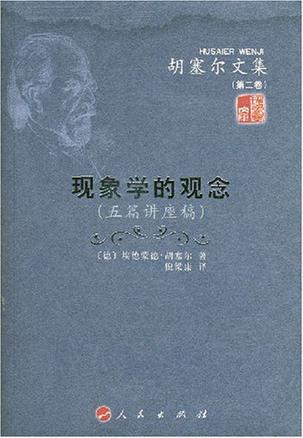 HUSAIER WENJI
胡塞尔文集
(第二卷)
现象学的观念
(五篇讲座稿)
〔德〕埃德蒙德·胡塞尔 著
倪梁康 译
人民出版社